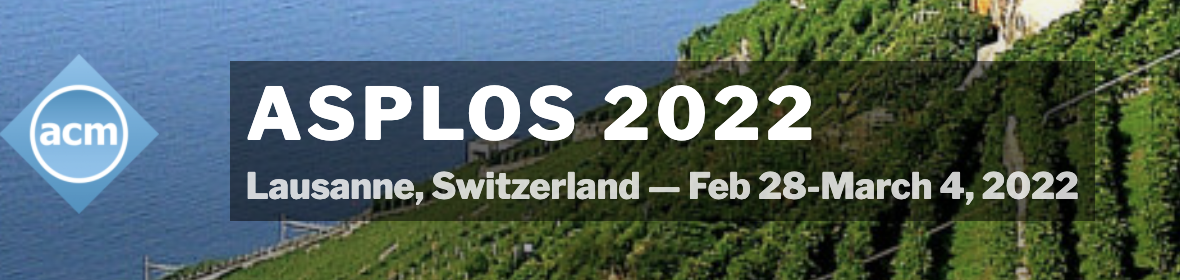 acm
ASPLOS 2022
Lausanne, Switzerland — Feb 28-March 4, 2022